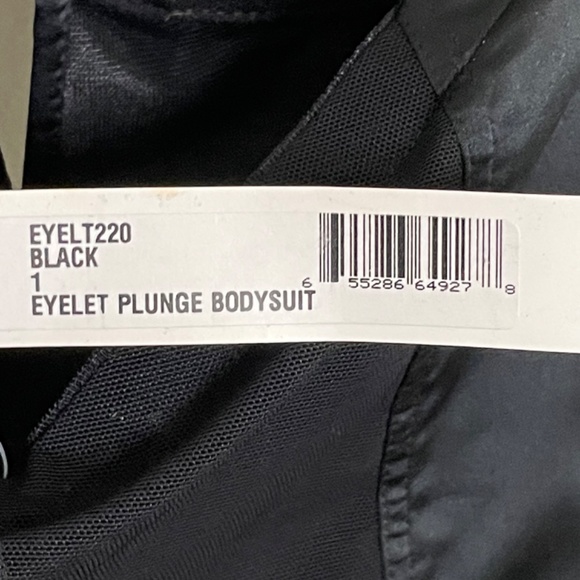 EYELT220
BLACK
1
EYELET PLUNGE BODYSUIT
6 55286 64927 8